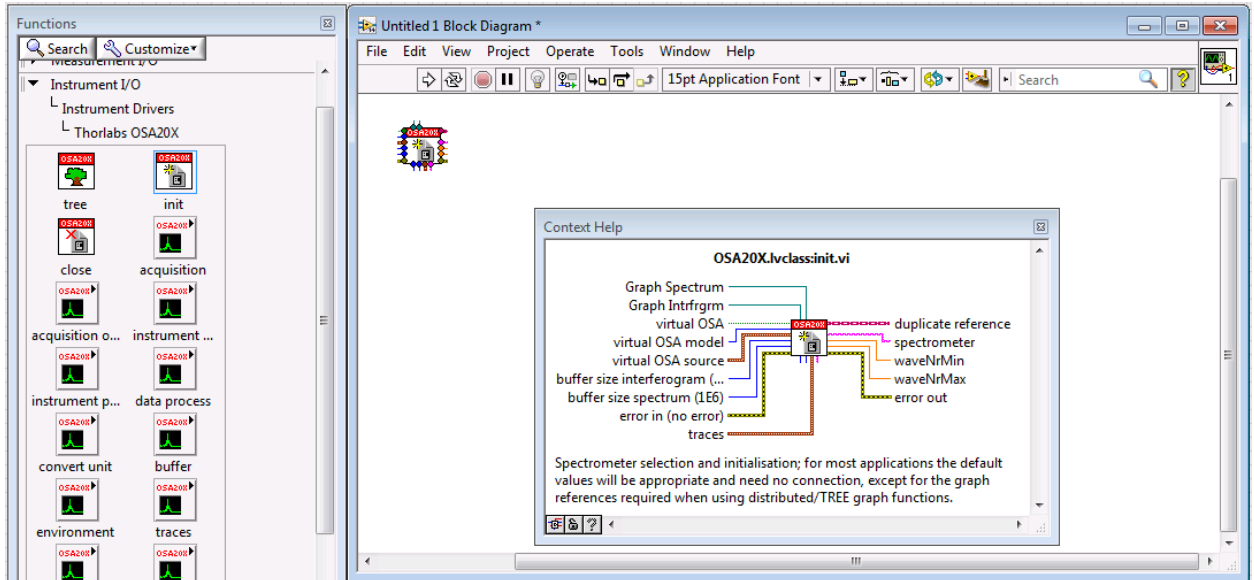 Functions
Search Customize
Measurement I/O
Instrument I/O
Instrument Drivers
Thorlabs OSA20X
OSA20X OSA20X
tree init
OSA20X OSA20X
close acquisition
OSA20X OSA20X
acquisition o... instrument ...
OSA20X OSA20X
instrument p... data process
OSA20X OSA20X
convert unit buffer
OSA20X OSA20X
environment traces
OSA20X OSA20X
Untitled 1 Block Diagram *
File Edit View Project Operate Tools Window Help
15pt Application Font Search ? 1
OSA20X
Context Help
OSA20X.lvclass:init.vi
Graph Spectrum
Graph Intrfrgrm
virtual OSA
virtual OSA model
virtual OSA source
buffer size interferogram (...
buffer size spectrum (1E6)
error in (no error)
traces
OSA20X
duplicate reference
spectrometer
waveNrMin
waveNrMax
error out
Spectrometer selection and initialisation; for most applications the default
values will be appropriate and need no connection, except for the graph
references required when using distributed/TREE graph functions.
?